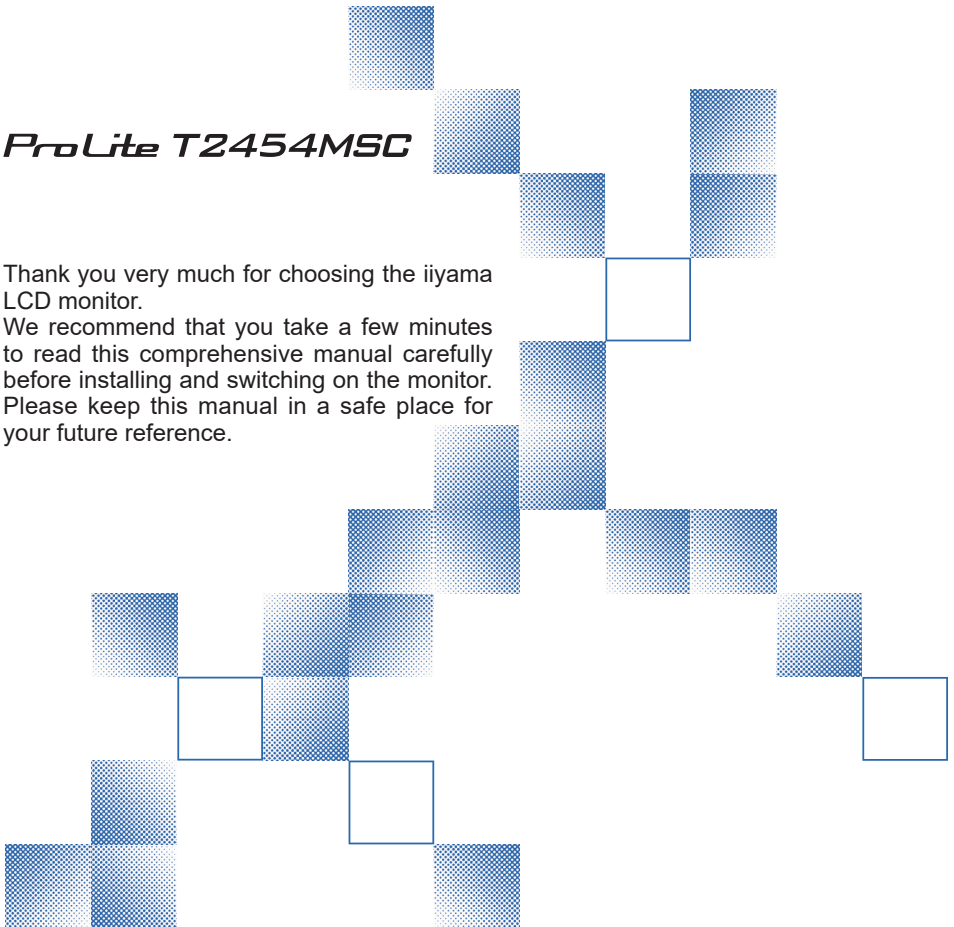 ProLite T2454MSC
Thank you very much for choosing the iiyama
LCD monitor.
We recommend that you take a few minutes
to read this comprehensive manual carefully
before installing and switching on the monitor.
Please keep this manual in a safe place for
your future reference.